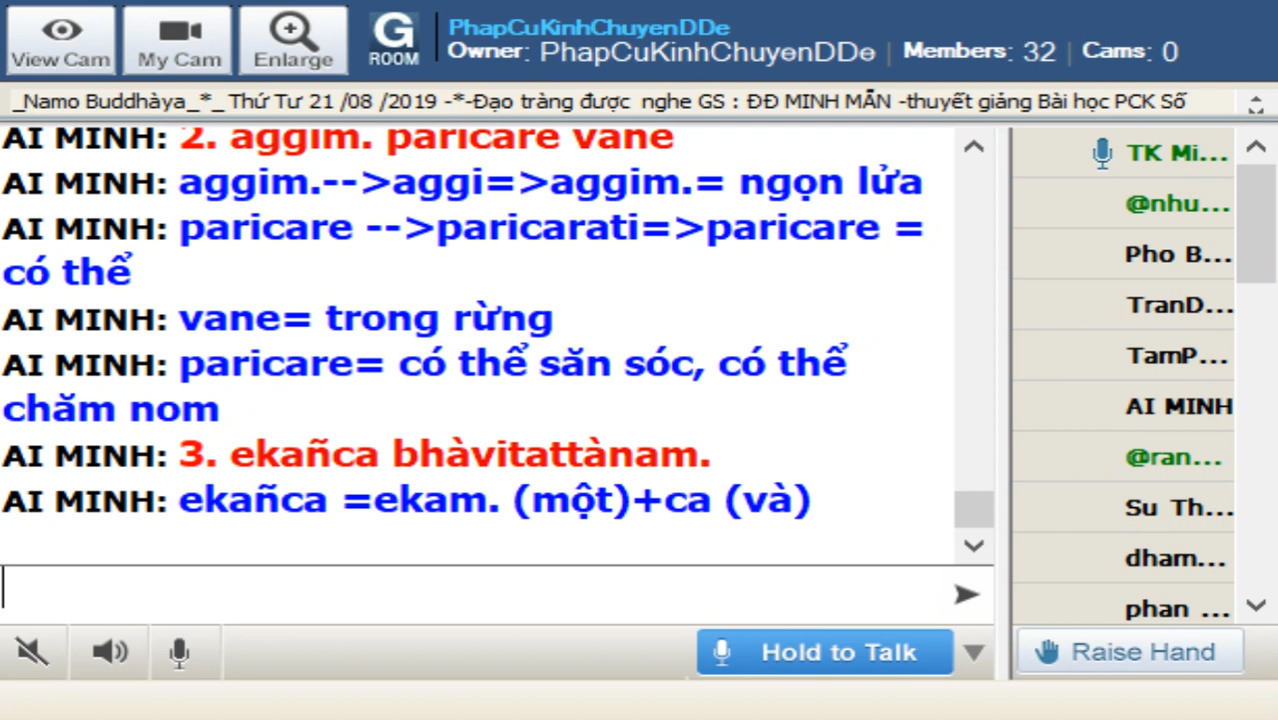 View Cam
My Cam
Enlarge
G
ROOM
PhapCuKinhChuyenDDe
Owner: PhapCuKinhChuyenDDe | Members: 32 | Cams: 0
_Namo Buddhàya_*_ Thứ Tư 21 /08 /2019 -*-Đạo tràng được nghe GS : ĐĐ MINH MẪN -thuyết giảng Bài học PCK Số
AI MINH: 2. aggim. paricare vane
AI MINH: aggim.-->aggi=>aggim.= ngọn lửa
AI MINH: paricare -->paricarati=>paricare =
có thể
AI MINH: vane= trong rừng
AI MINH: paricare= có thể săn sóc, có thể
chăm nom
AI MINH: 3. ekañca bhàvitattànam.
AI MINH: ekañca =ekam. (một)+ca (và)
TK Mi...
@nhu...
Pho B...
TranD...
TamP...
AI MINH
@ran...
Su Th...
dham...
phan ...
Hold to Talk
Raise Hand